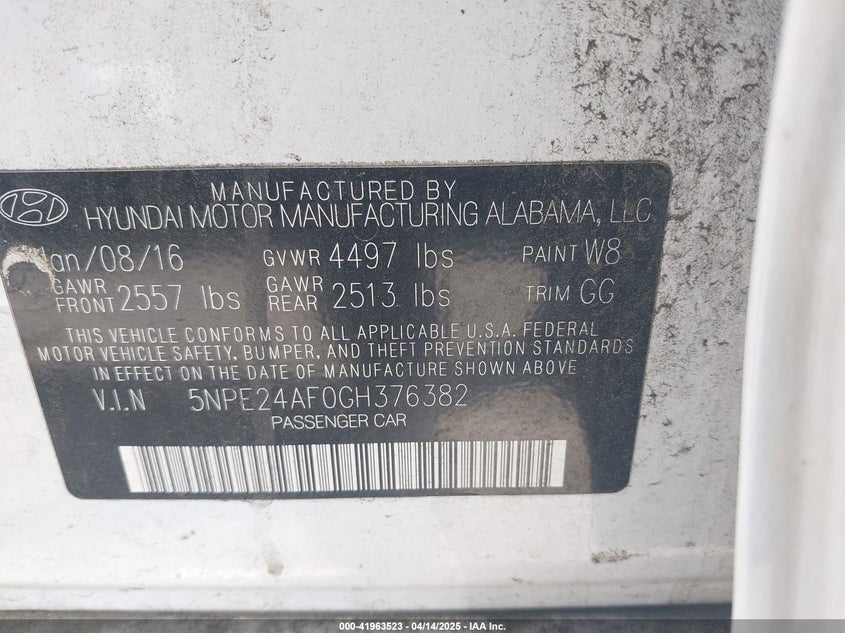 MANUFACTURED BY
HYUNDAI MOTOR MANUFACTURING ALABAMA, LLC
Jan/08/16 GVWR 4497 lbs PAINT W8
GAWR FRONT 2557 lbs GAWR REAR 2513 lbs TRIM GG
THIS VEHICLE CONFORMS TO ALL APPLICABLE U.S.A. FEDERAL
MOTOR VEHICLE SAFETY, BUMPER, AND THEFT PREVENTION STANDARDS
IN EFFECT ON THE DATE OF MANUFACTURE SHOWN ABOVE
V.I.N 5NPE24AF0GH376382
PASSENGER CAR
000-41963523 - 04/14/2025 - IAA Inc.